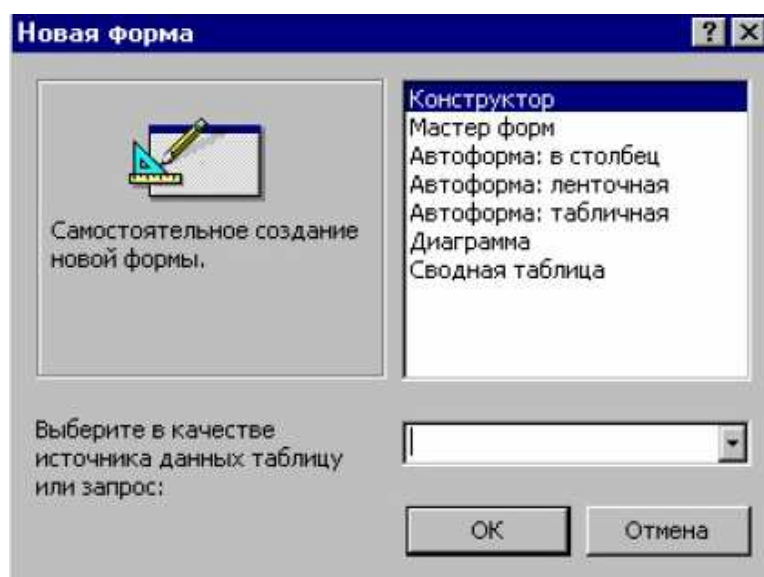 Новая форма
Самостоятельное создание
новой формы.
Конструктор
Мастер форм
Автоформа: в столбец
Автоформа: ленточная
Автоформа: табличная
Диаграмма
Сводная таблица
Выберите в качестве
источника данных таблицу
или запрос:
ОК
Отмена